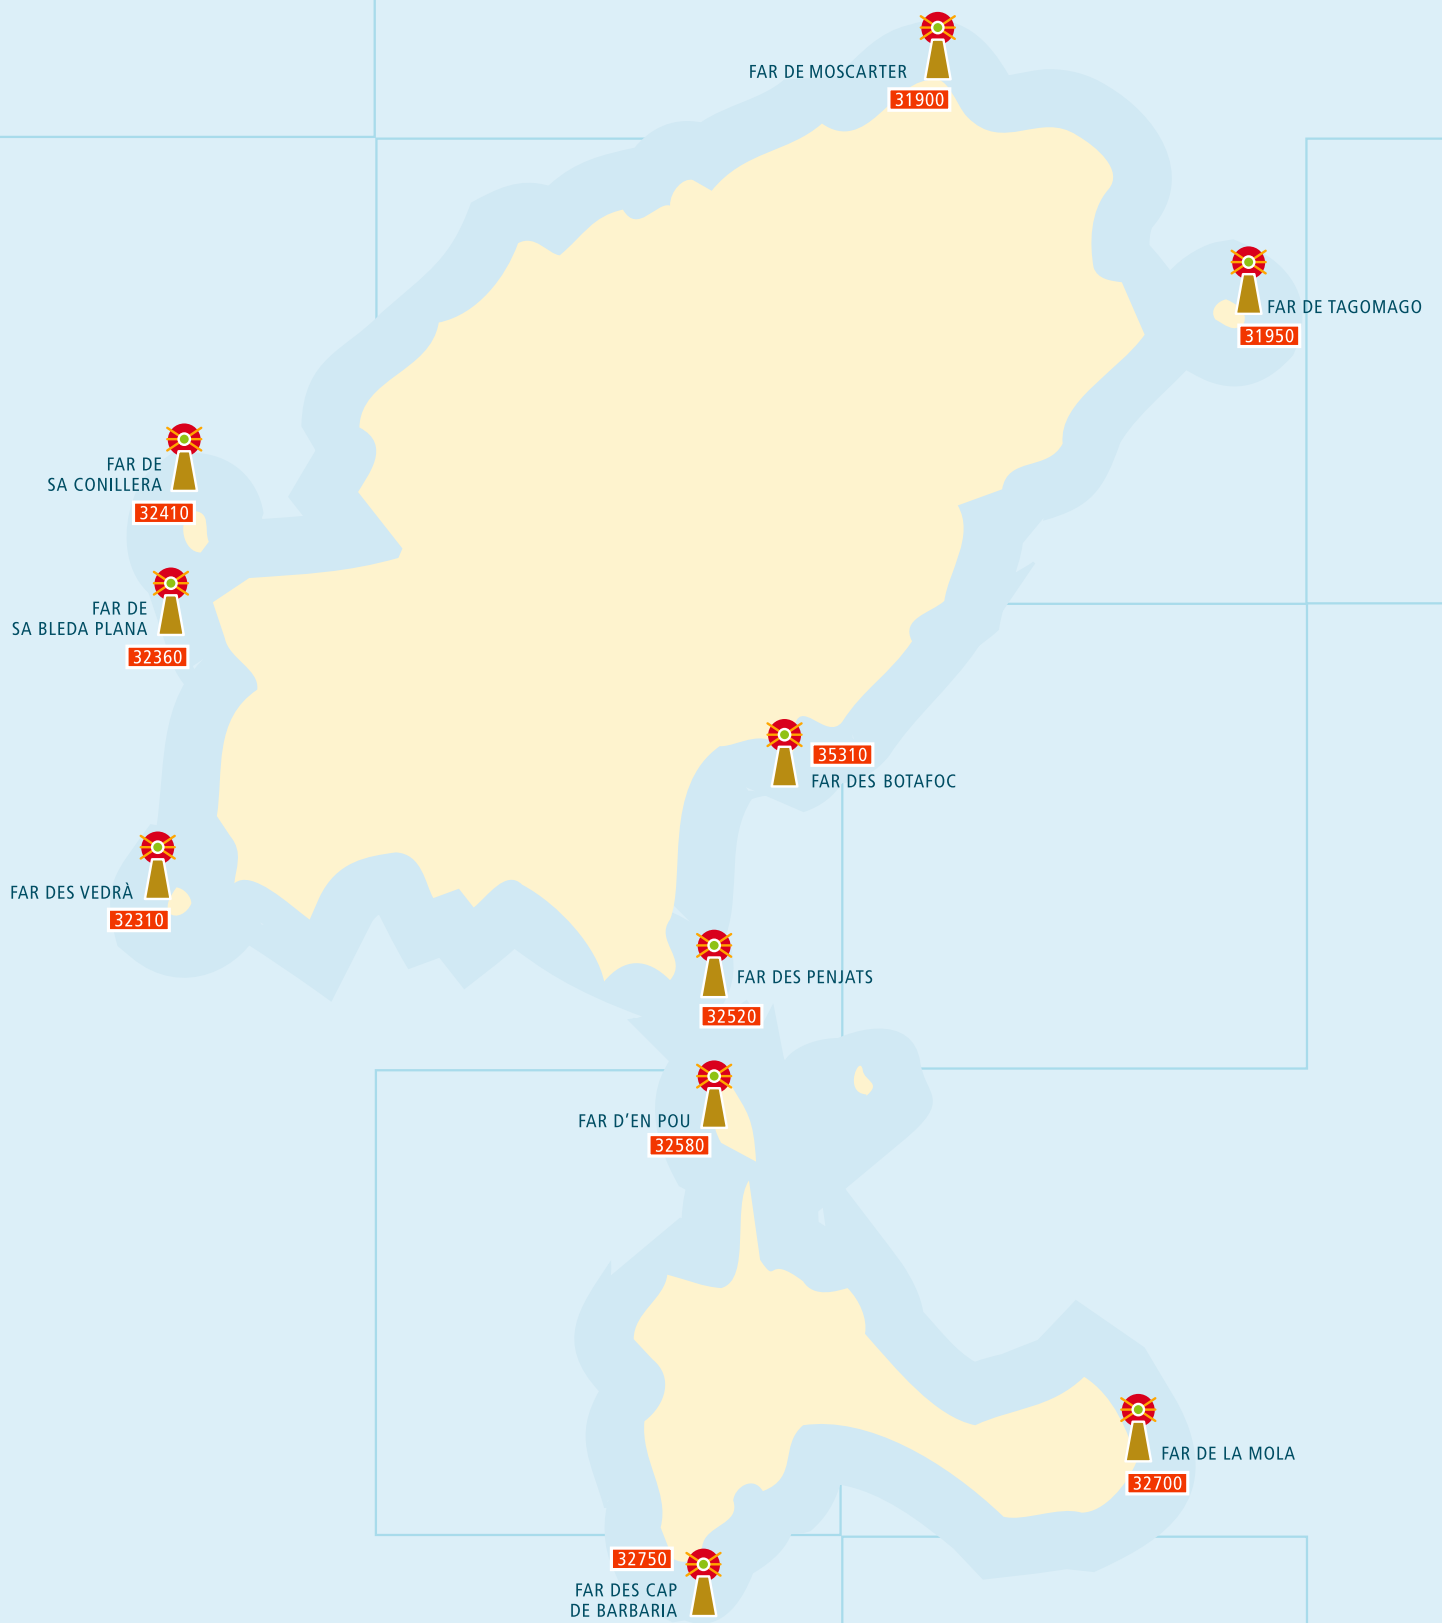 FAR DE MOSCARTER
31900
FAR DE TAGOMAGO
31950
FAR DE
SA CONILLERA
32410
FAR DE
SA BLEDA PLANA
32360
35310
FAR DES BOTAFOC
FAR DES VEDRÀ
32310
FAR DES PENJATS
32520
FAR D'EN POU
32580
FAR DE LA MOLA
32700
32750
FAR DES CAP
DE BARBARIA